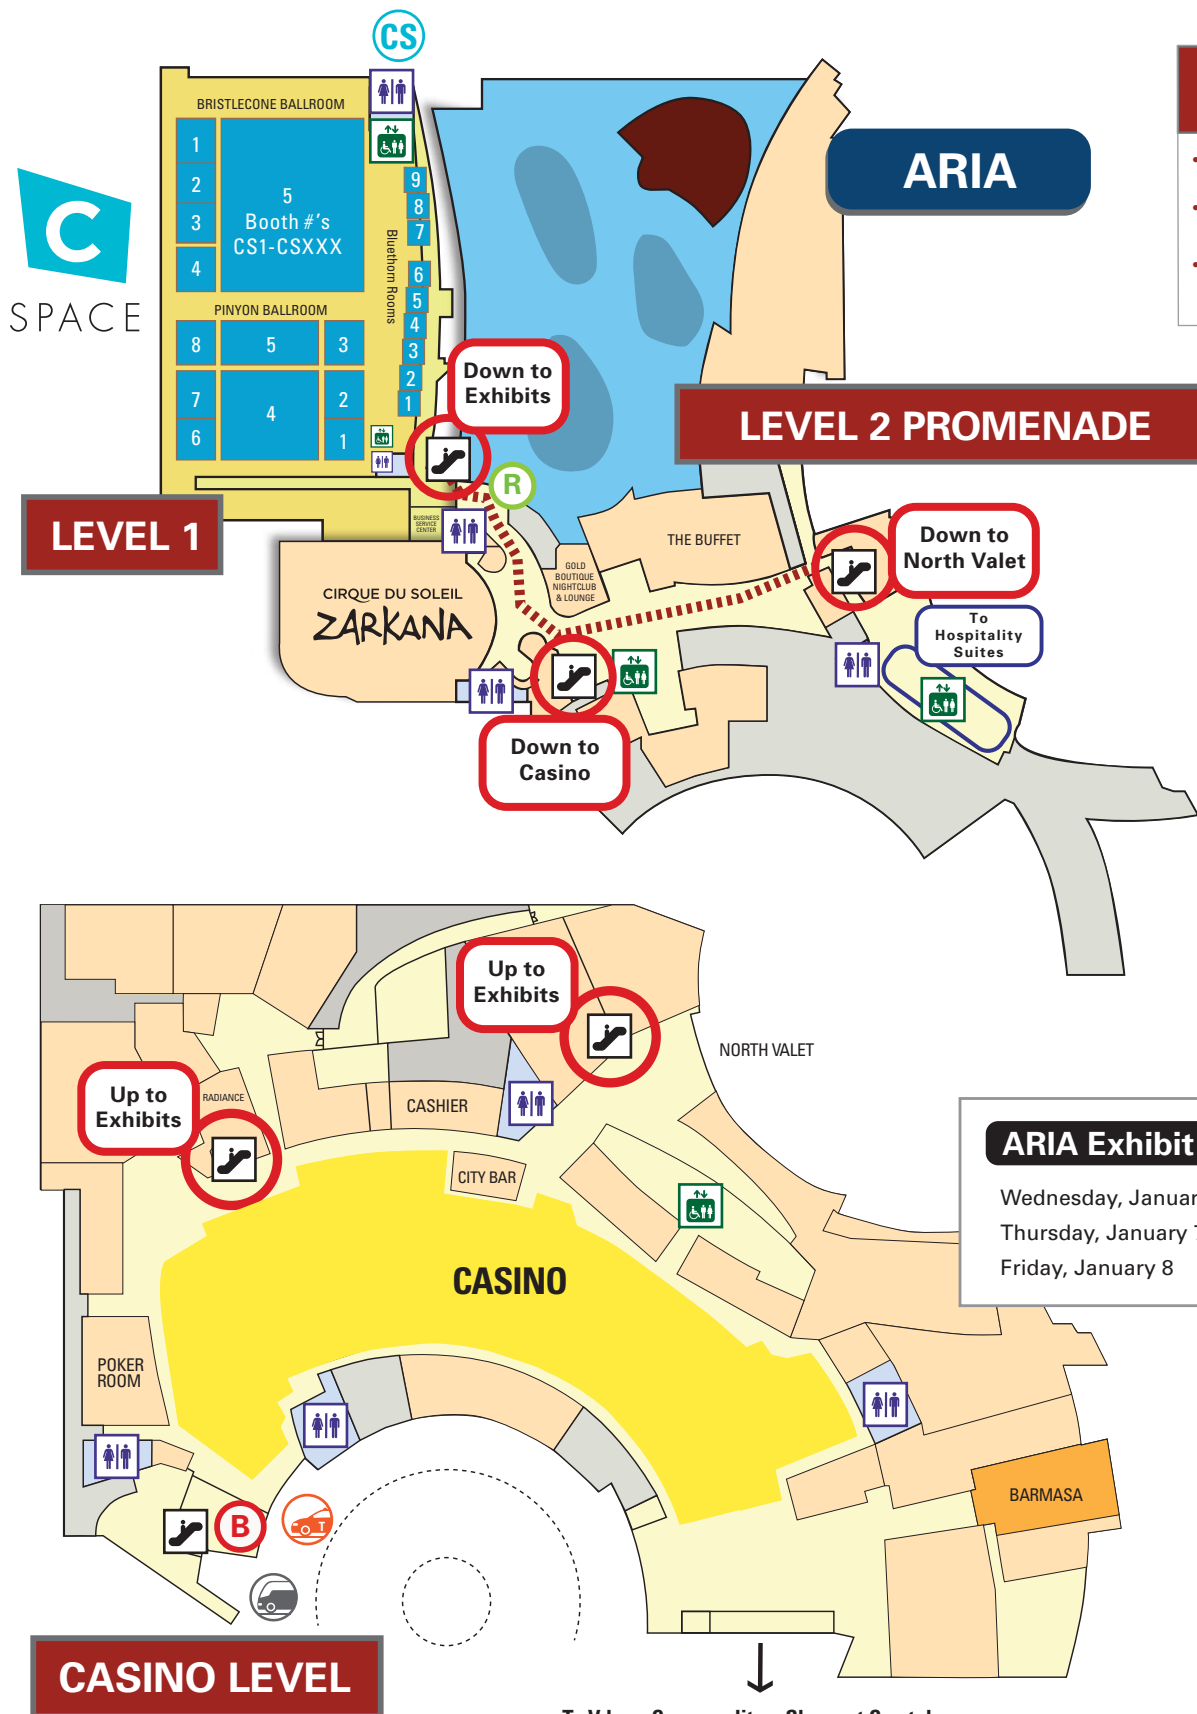 CS
BRISTLECONE BALLROOM
1
2
3
4
5
Booth #'s
CS1-CSXXX
C
SPACE
9
8
7
6
5
4
3
2
1
Bluethorn Rooms
PINYON BALLROOM
8
5
3
7
4
2
6
1
ARIA
Down to
Exhibits
LEVEL 2 PROMENADE
R
LEVEL 1
BUSINESS
SERVICE
CENTER
THE BUFFET
Down to
North Valet
GOLD
BOUTIQUE
NIGHTCLUB
& LOUNGE
CIRQUE DU SOLEIL
ZARKANA
To
Hospitality
Suites
Down to
Casino
Up to
Exhibits
NORTH VALET
Up to
Exhibits
RADIANCE
CASHIER
CITY BAR
ARIA Exhibit
Wednesday, Januar
Thursday, January 7
Friday, January 8
CASINO
POKER
ROOM
BARMASA
B
T
CASINO LEVEL